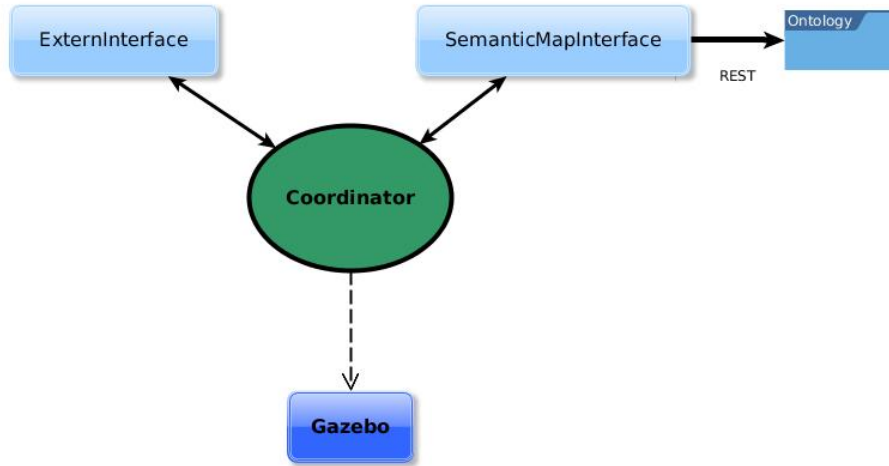 ExternInterface
SemanticMapInterface
Ontology
REST
Coordinator
Gazebo